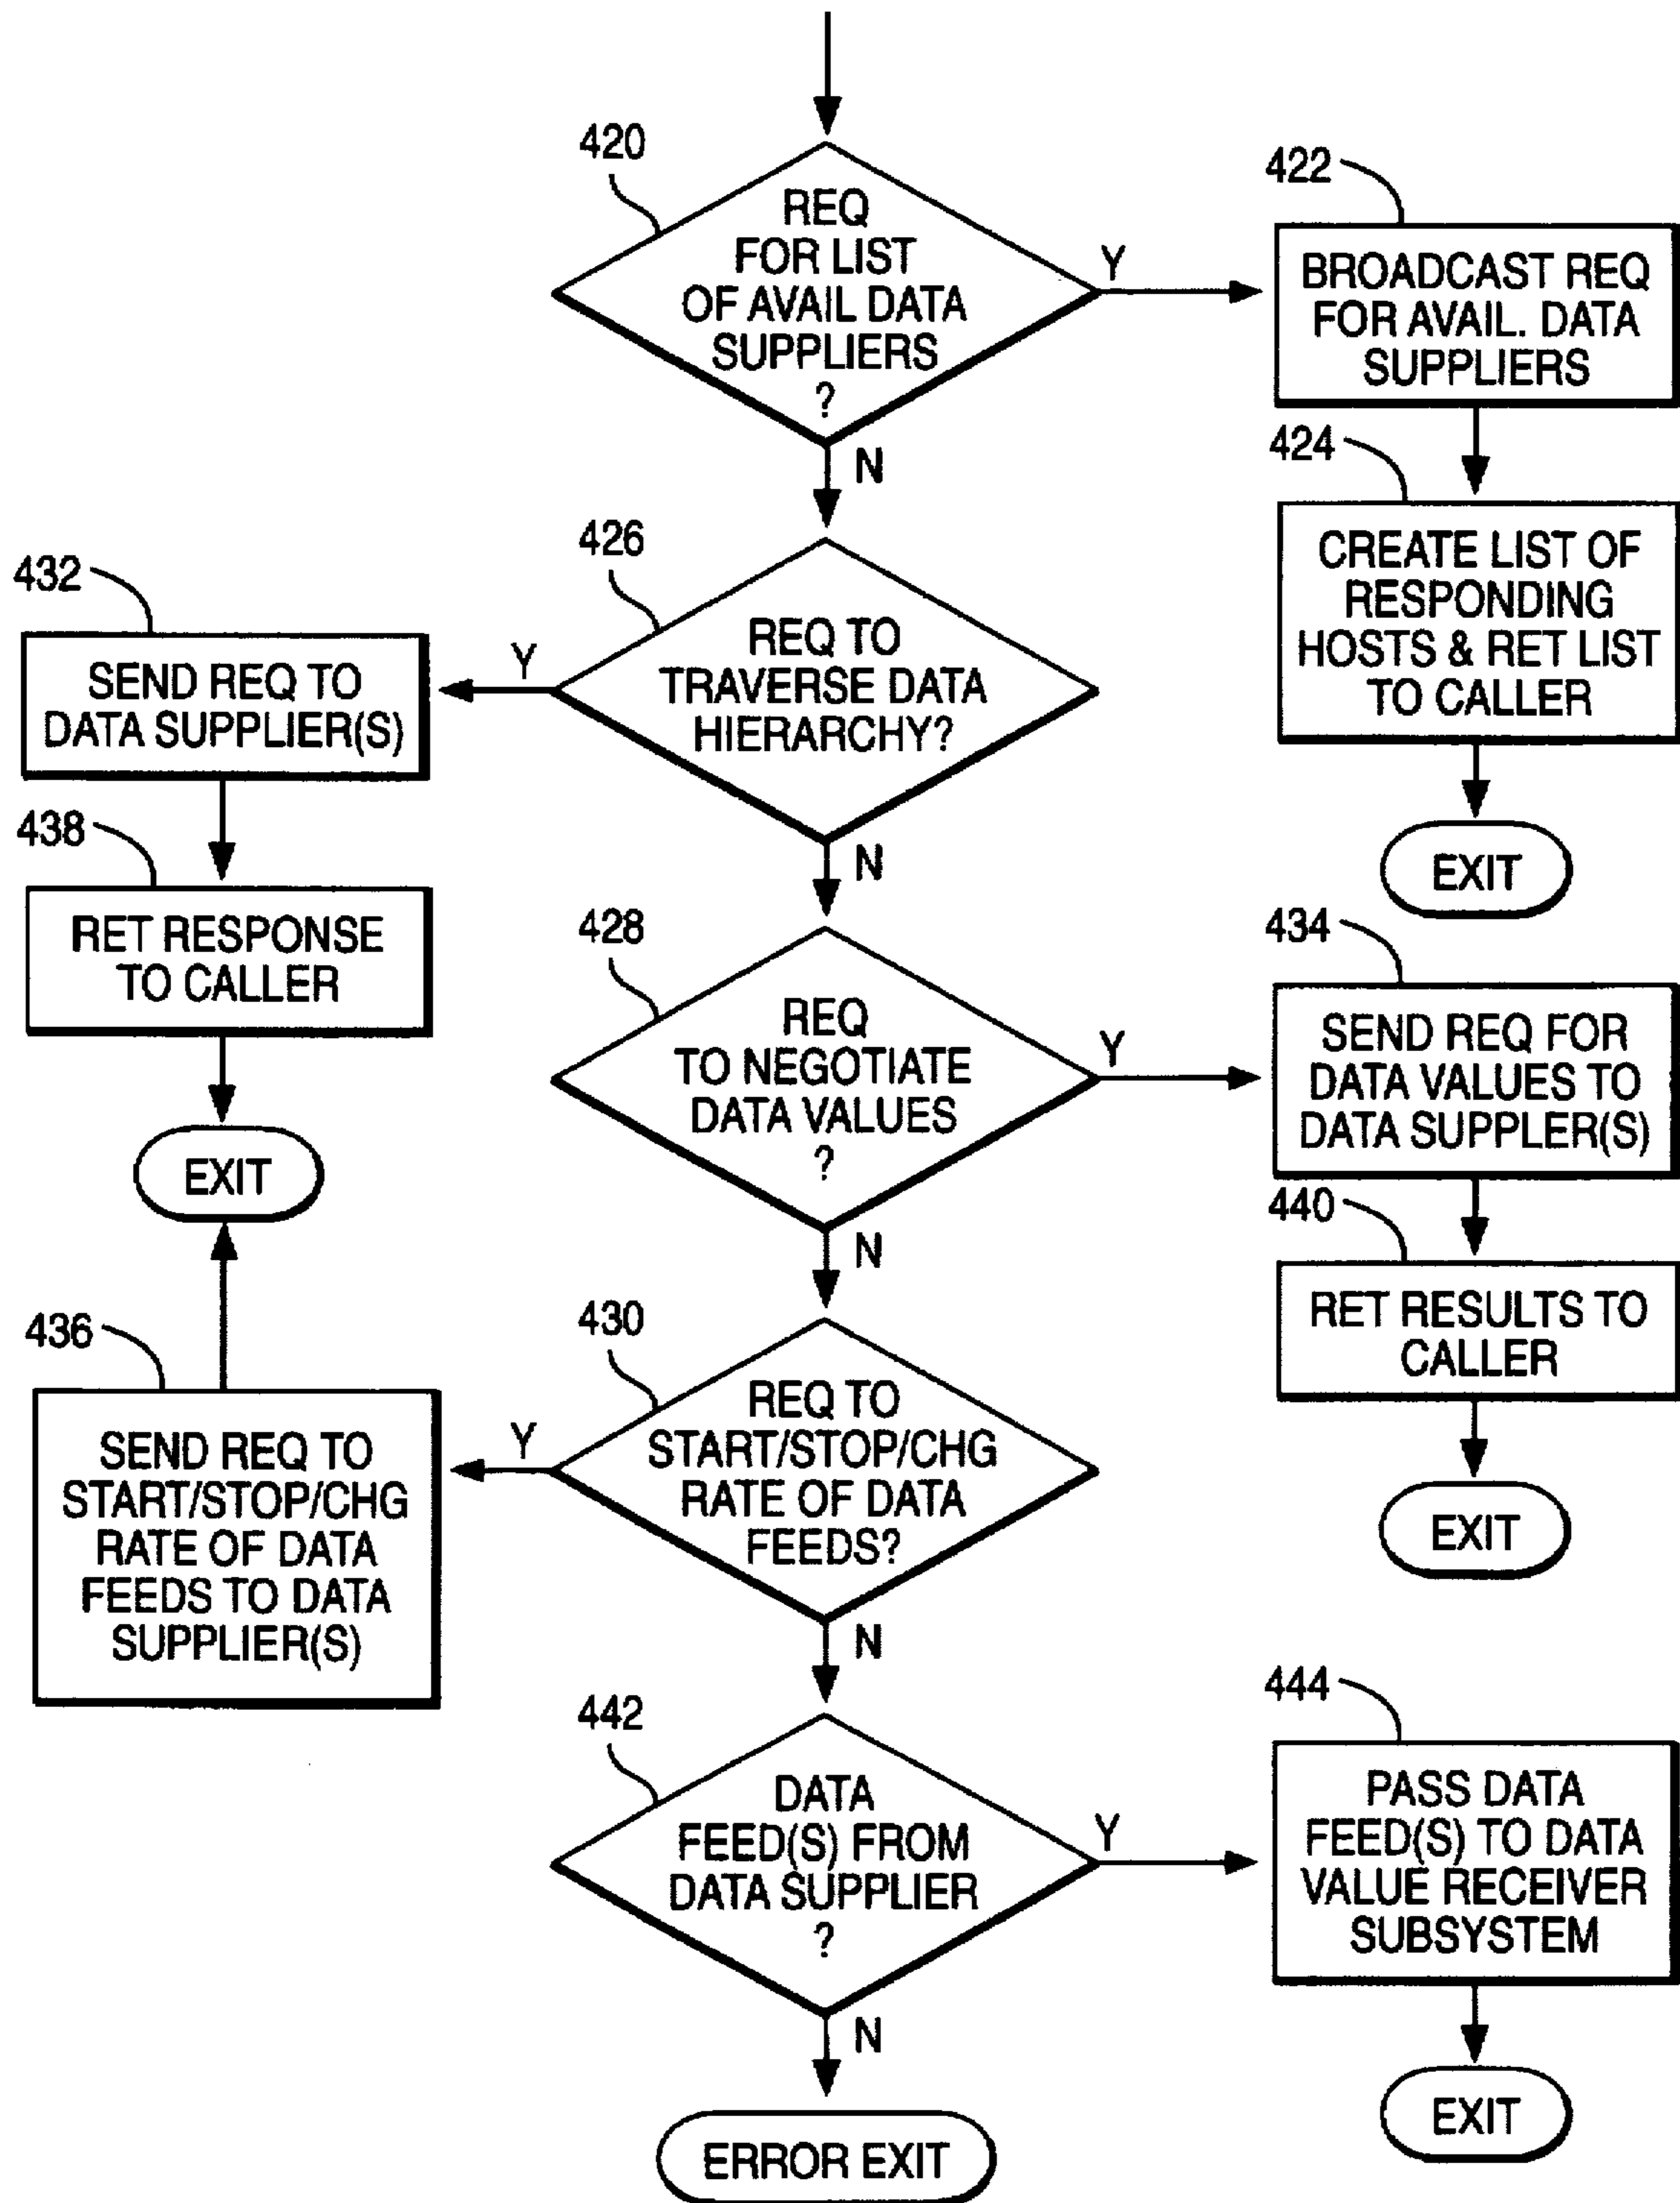 420
REQ
FOR LIST
OF AVAIL DATA
SUPPLIERS
?
Y
N
422
BROADCAST REQ
FOR AVAIL. DATA
SUPPLIERS
424
CREATE LIST OF
RESPONDING
HOSTS & RET LIST
TO CALLER
EXIT
426
REQ TO
TRAVERSE DATA
HIERARCHY?
Y
N
432
SEND REQ TO
DATA SUPPLIER(S)
438
RET RESPONSE
TO CALLER
EXIT
428
REQ
TO NEGOTIATE
DATA VALUES
?
Y
N
434
SEND REQ FOR
DATA VALUES TO
DATA SUPPLER(S)
440
RET RESULTS TO
CALLER
EXIT
430
REQ TO
START/STOP/CHG
RATE OF DATA
FEEDS?
Y
N
436
SEND REQ TO
START/STOP/CHG
RATE OF DATA
FEEDS TO DATA
SUPPLIER(S)
442
DATA
FEED(S) FROM
DATA SUPPLIER
?
Y
N
444
PASS DATA
FEED(S) TO DATA
VALUE RECEIVER
SUBSYSTEM
EXIT
ERROR EXIT